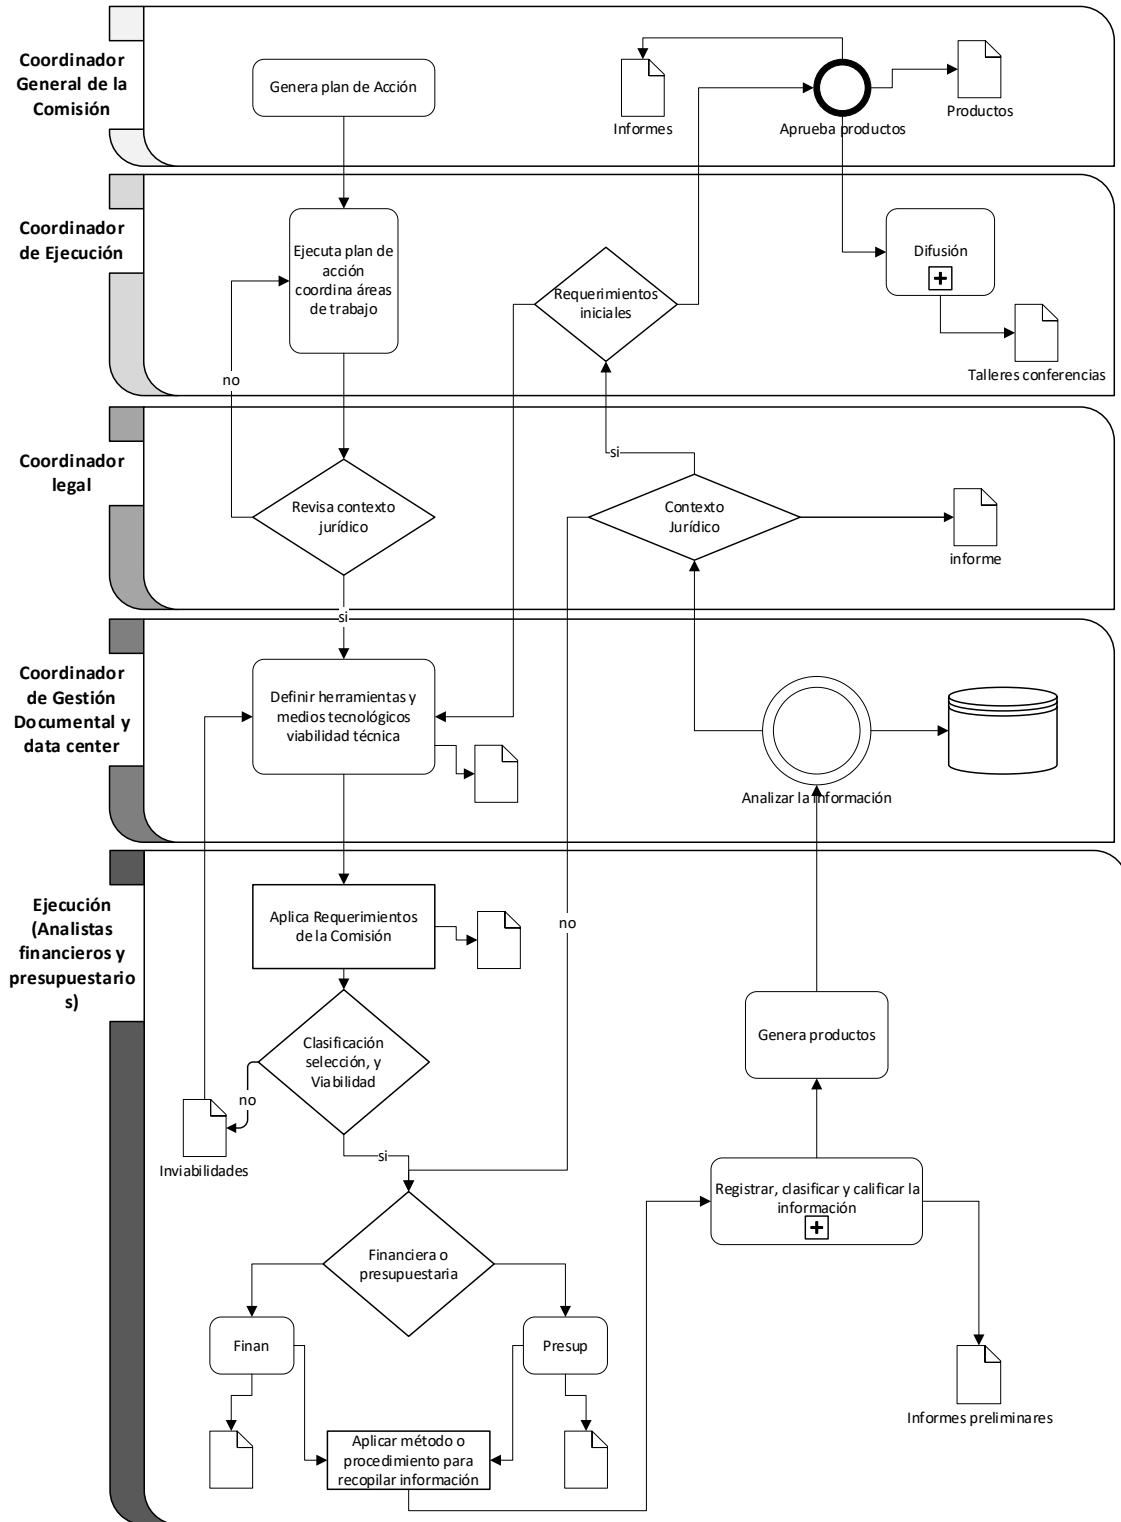 Coordinador
General de la
Comisión
Genera plan de Acción
Informes
Aprueba productos
Productos
Coordinador
de Ejecución
Ejecuta plan de
acción
coordina áreas
de trabajo
Requerimientos
iniciales
Difusión
Talleres conferencias
no
Coordinador
legal
Revisa contexto
jurídico
si
Contexto
Jurídico
informe
si
Coordinador
de Gestión
Documental y
data center
Definir herramientas y
medios tecnológicos
viabilidad técnica
Analizar la información
Ejecución
(Analistas
financieros y
presupuestario
s)
Aplica Requerimientos
de la Comisión
no
Clasificación
selección, y
Viabilidad
Genera productos
no
Inviabilidades
si
Registrar, clasificar y calificar la
información
Financiera o
presupuestaria
Finan
Presup
Informes preliminares
Aplicar método o
procedimiento para
recopilar información